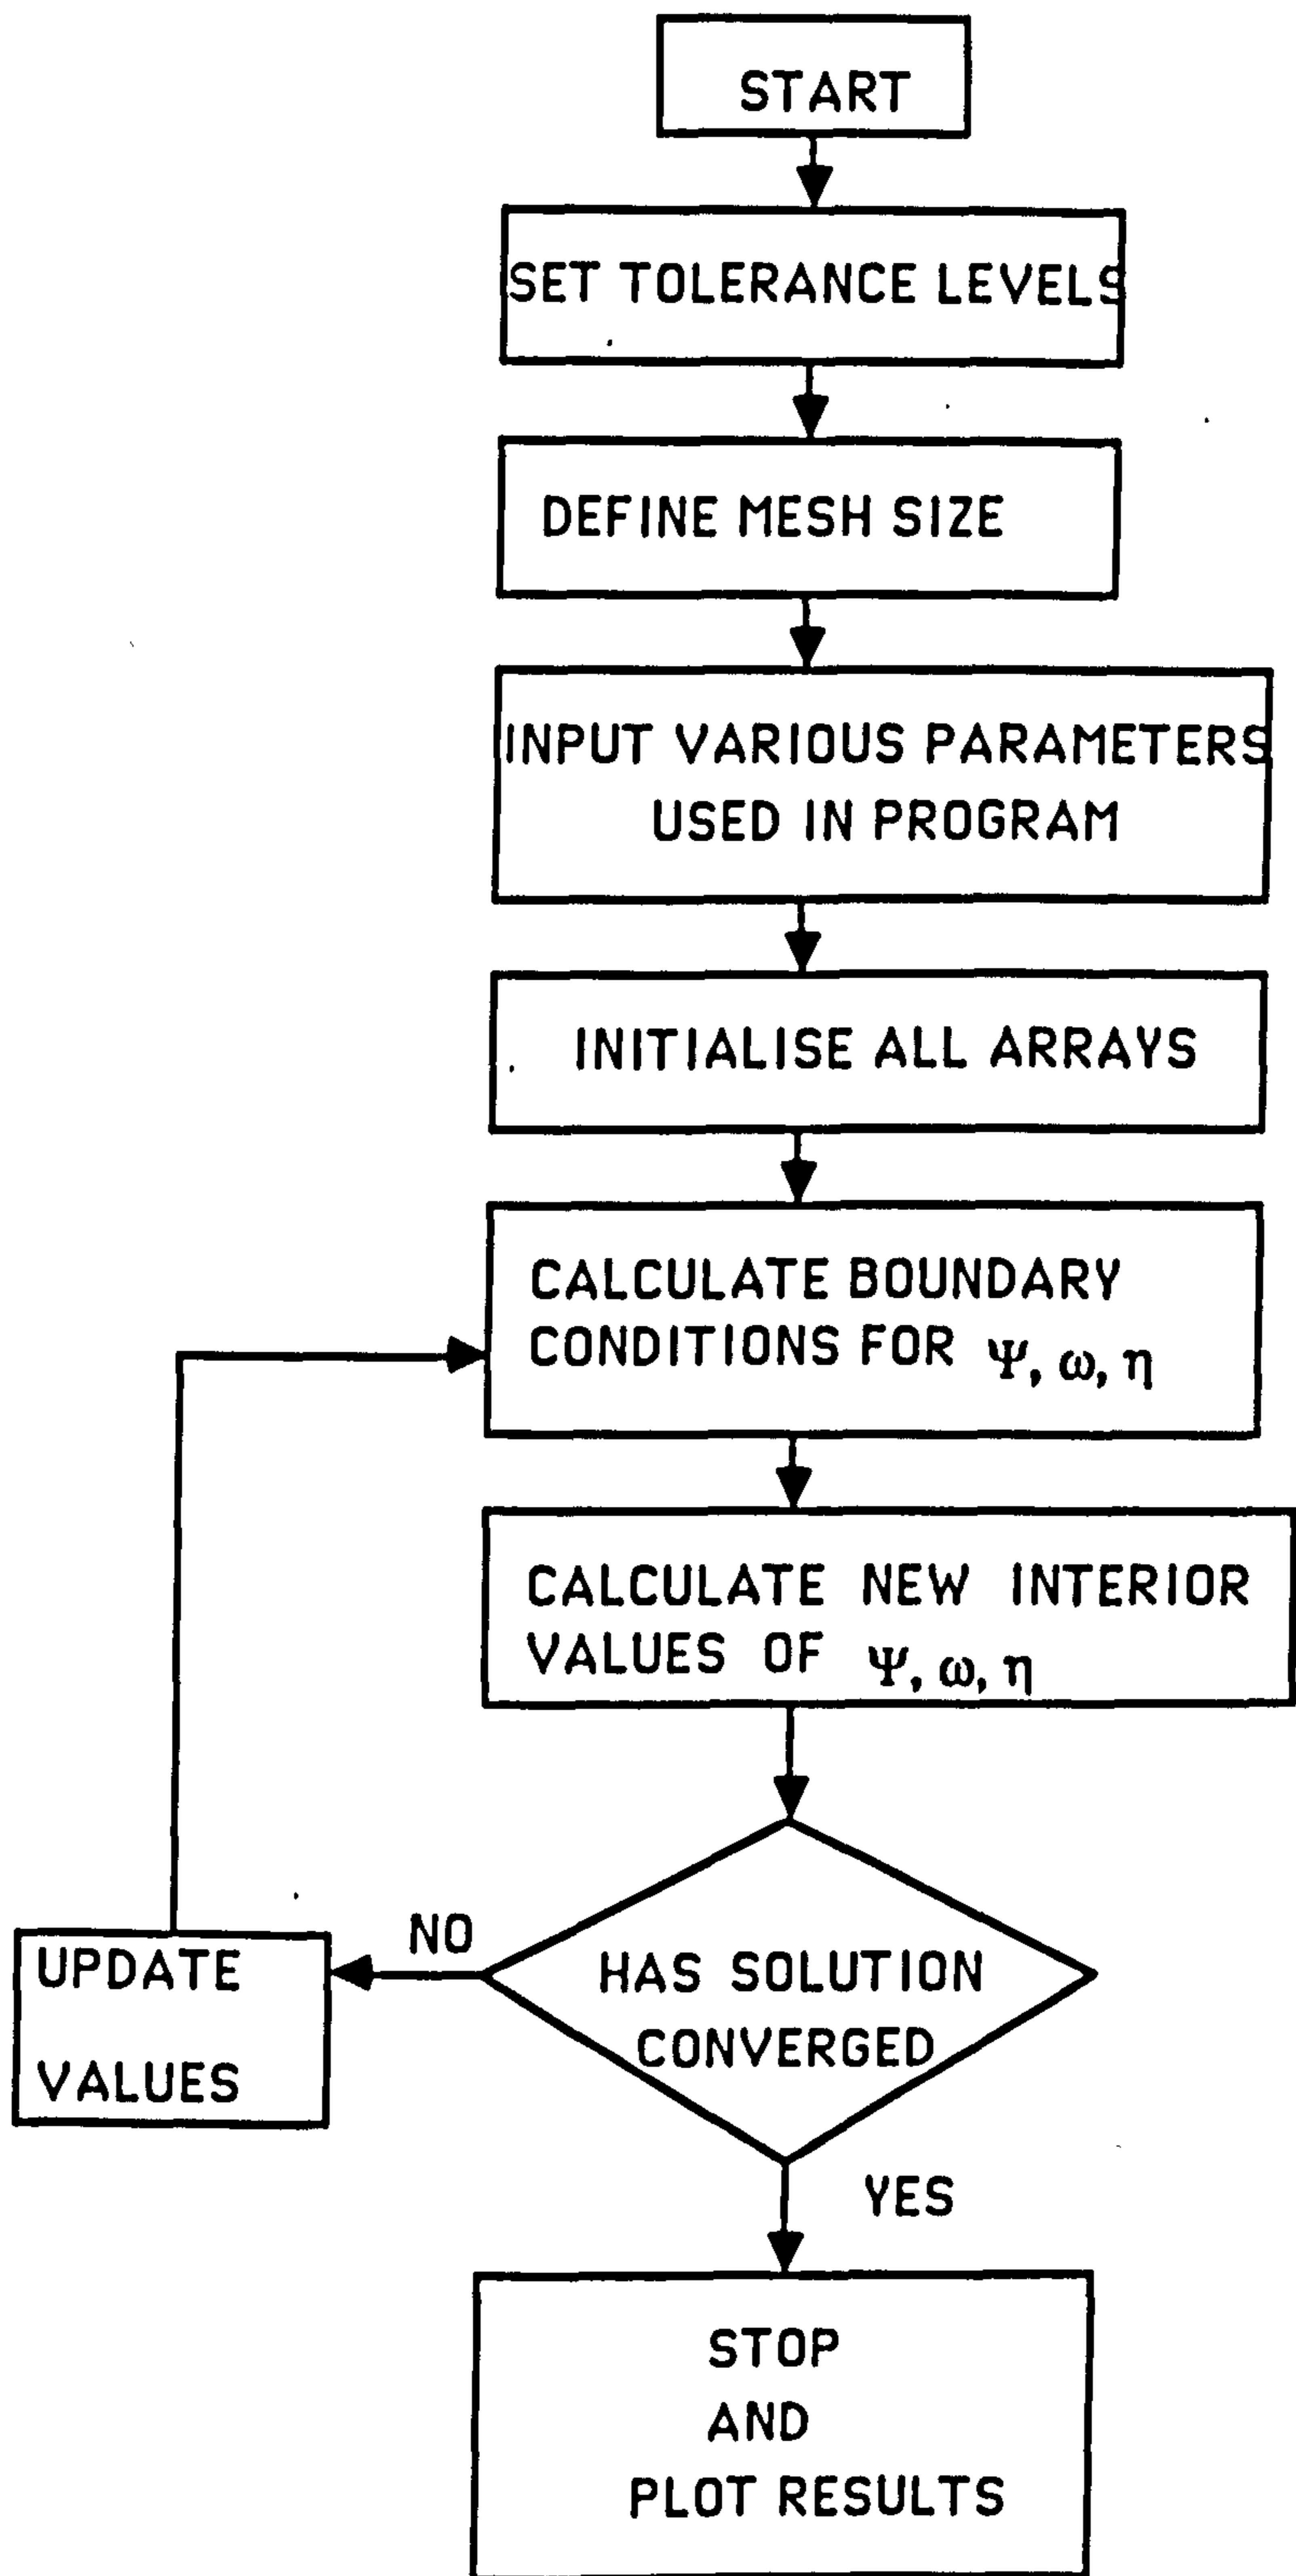 START
SET TOLERANCE LEVELS
DEFINE MESH SIZE
INPUT VARIOUS PARAMETERS
USED IN PROGRAM
INITIALISE ALL ARRAYS
CALCULATE BOUNDARY
CONDITIONS FOR Ψ, ω, η
CALCULATE NEW INTERIOR
VALUES OF Ψ, ω, η
NO
HAS SOLUTION
CONVERGED
UPDATE
VALUES
YES
STOP
AND
PLOT RESULTS